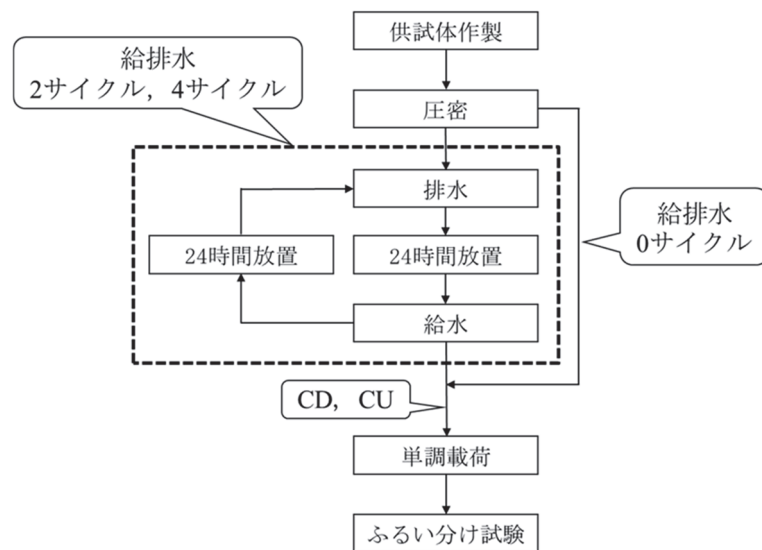 供試体作製
給排水
2サイクル，4サイクル
圧密
排水
24時間放置
24時間放置
給水
給排水
0サイクル
CD，CU
単調載荷
ふるい分け試験